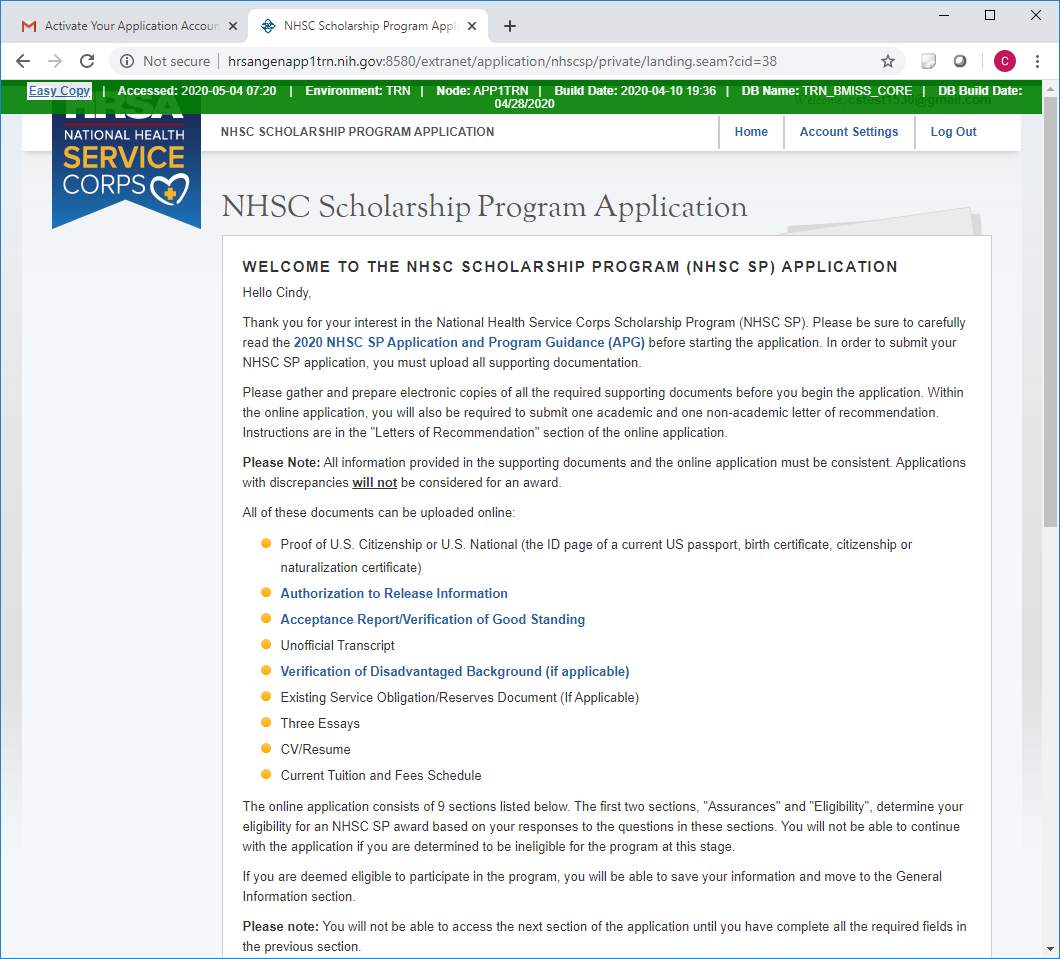 Activate Your Application Accoun
NHSC Scholarship Program Appli
Not secure | hrsangenapp1trn.nih.gov:8580/extranet/application/nhscsp/private/landing.seam?cid=38
C
Easy Copy | Accessed: 2020-05-04 07:20 | Environment: TRN | Node: APP1TRN | Build Date: 2020-04-10 19:36 | DB Name: TRN_BMISS_CORE | DB Build Date:
04/28/2020
Welcome, cstest1530@gmail.com
HRSA
NATIONAL HEALTH
SERVICE
CORPS
NHSC SCHOLARSHIP PROGRAM APPLICATION
Home
Account Settings
Log Out
NHSC Scholarship Program Application
WELCOME TO THE NHSC SCHOLARSHIP PROGRAM (NHSC SP) APPLICATION
Hello Cindy,
Thank you for your interest in the National Health Service Corps Scholarship Program (NHSC SP). Please be sure to carefully
read the 2020 NHSC SP Application and Program Guidance (APG) before starting the application. In order to submit your
NHSC SP application, you must upload all supporting documentation.
Please gather and prepare electronic copies of all the required supporting documents before you begin the application. Within
the online application, you will also be required to submit one academic and one non-academic letter of recommendation.
Instructions are in the "Letters of Recommendation" section of the online application.
Please Note: All information provided in the supporting documents and the online application must be consistent. Applications
with discrepancies will not be considered for an award.
All of these documents can be uploaded online:
Proof of U.S. Citizenship or U.S. National (the ID page of a current US passport, birth certificate, citizenship or
naturalization certificate)
Authorization to Release Information
Acceptance Report/Verification of Good Standing
Unofficial Transcript
Verification of Disadvantaged Background (if applicable)
Existing Service Obligation/Reserves Document (If Applicable)
Three Essays
CV/Resume
Current Tuition and Fees Schedule
The online application consists of 9 sections listed below. The first two sections, "Assurances" and "Eligibility", determine your
eligibility for an NHSC SP award based on your responses to the questions in these sections. You will not be able to continue
with the application if you are determined to be ineligible for the program at this stage.
If you are deemed eligible to participate in the program, you will be able to save your information and move to the General
Information section.
Please note: You will not be able to access the next section of the application until you have complete all the required fields in
the previous section.